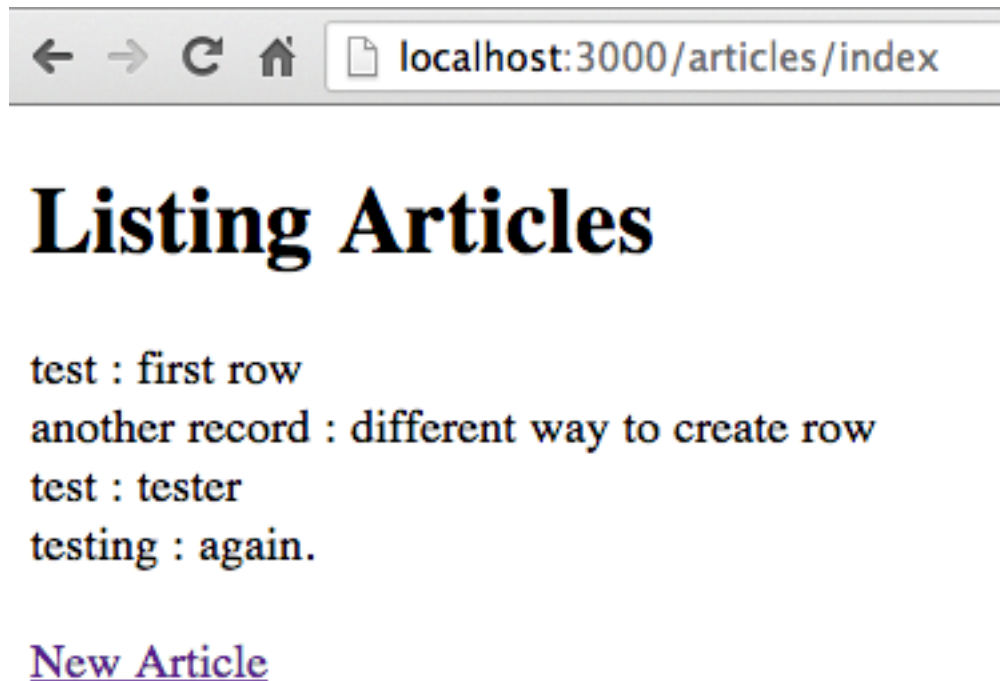 localhost:3000/articles/index
Listing Articles
test : first row
another record : different way to create row
test : tester
testing : again.
New Article